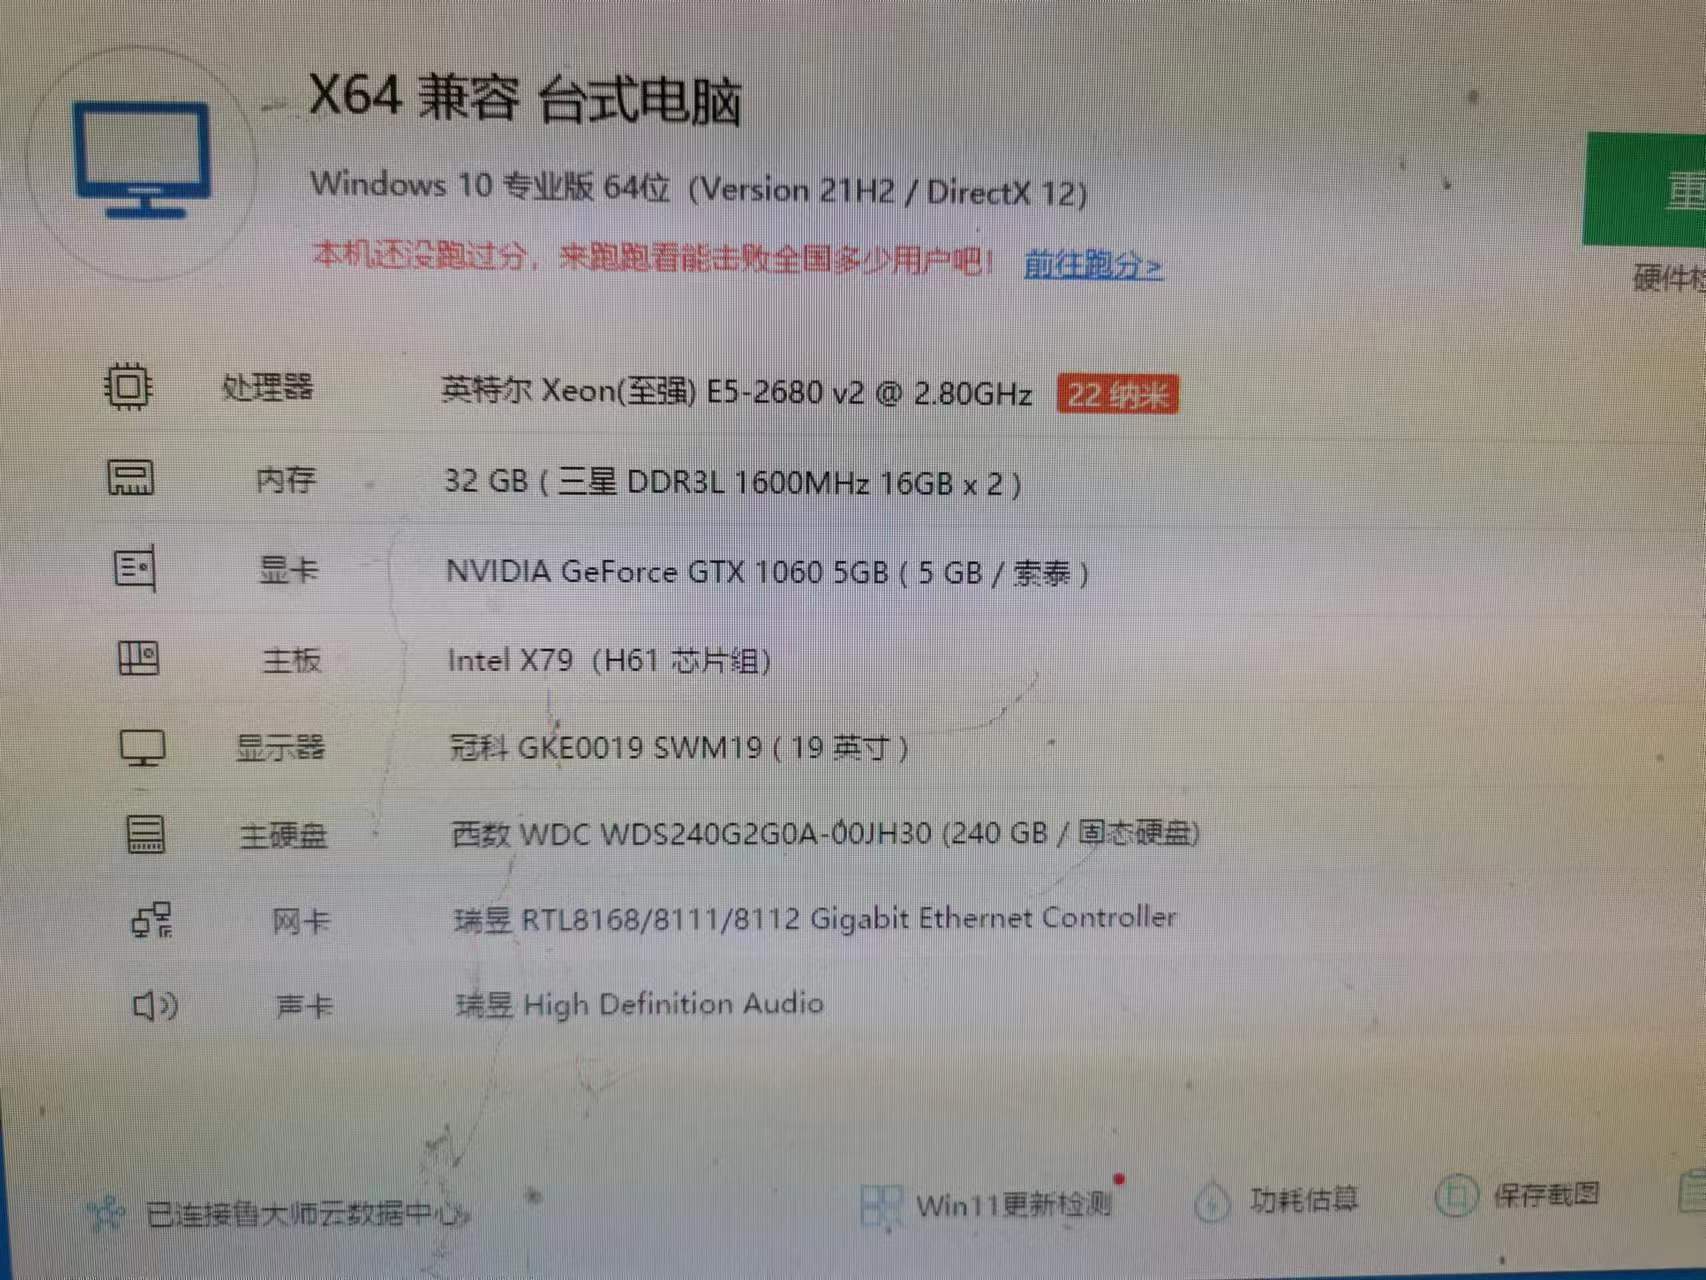 X64 兼容 台式电脑
Windows 10 专业版 64位 (Version 21H2 / DirectX 12)
本机还没跑过分，来跑跑看能击败全国多少用户吧！ 前往跑分>
重
硬件检
处理器 英特尔 Xeon(至强) E5-2680 v2 @ 2.80GHz 22 纳米
内存 32 GB ( 三星 DDR3L 1600MHz 16GB x 2 )
显卡 NVIDIA GeForce GTX 1060 5GB ( 5 GB / 索泰 )
主板 Intel X79（H61 芯片组）
显示器 冠科 GKE0019 SWM19 ( 19 英寸 )
主硬盘 西数 WDC WDS240G2G0A-00JH30 (240 GB / 固态硬盘)
网卡 瑞昱 RTL8168/8111/8112 Gigabit Ethernet Controller
声卡 瑞昱 High Definition Audio
已连接鲁大师云数据中心 Win11更新检测 功耗估算 保存截图